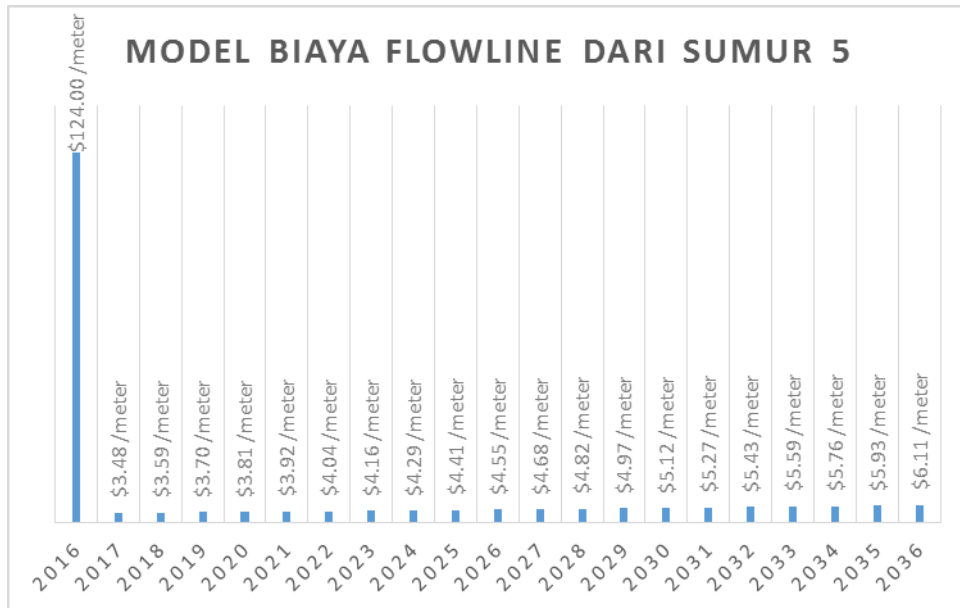 MODEL BIAYA FLOWLINE DARI SUMUR 5
$124.00 /meter
$3.48 /meter
$3.59 /meter
$3.70 /meter
$3.81 /meter
$3.92 /meter
$4.04 /meter
$4.16 /meter
$4.29 /meter
$4.41 /meter
$4.55 /meter
$4.68 /meter
$4.82 /meter
$4.97 /meter
$5.12 /meter
$5.27 /meter
$5.43 /meter
$5.59 /meter
$5.76 /meter
$5.93 /meter
$6.11 /meter
2016
2017
2018
2019
2020
2021
2022
2023
2024
2025
2026
2027
2028
2029
2030
2031
2032
2033
2034
2035
2036